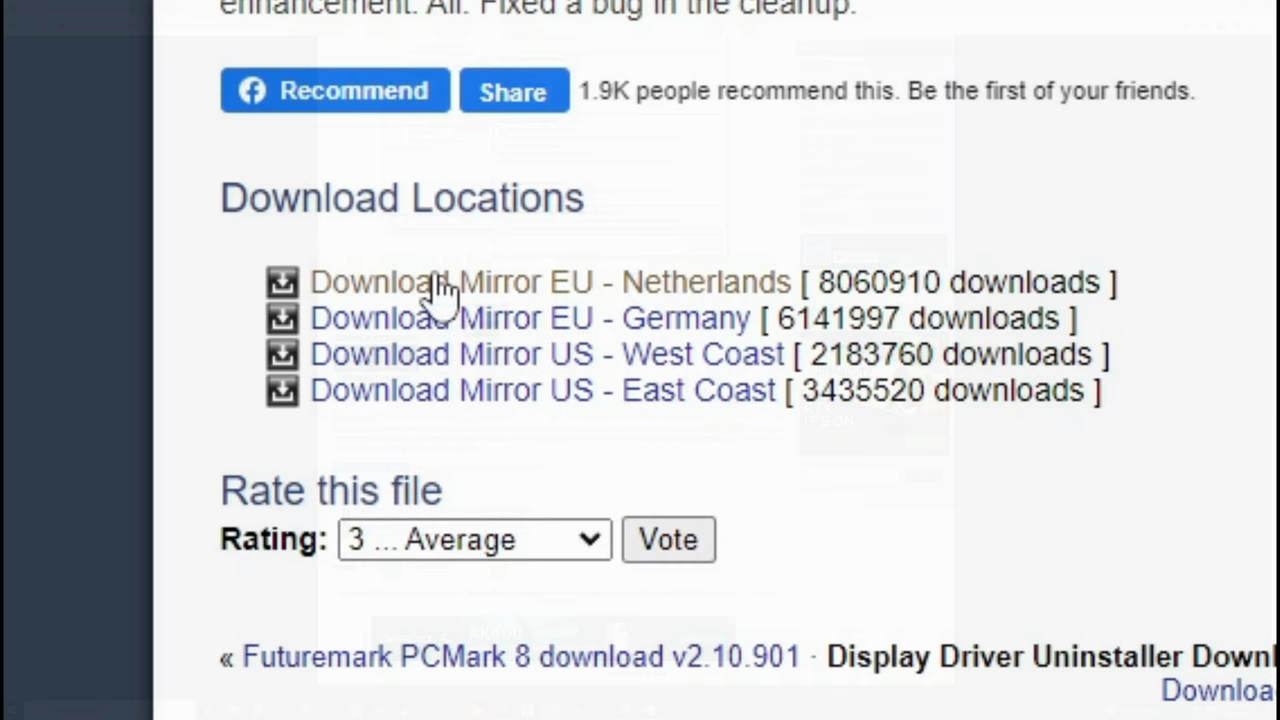 enhancement. All: Fixed a bug in the cleanup.
Recommend Share 1.9K people recommend this. Be the first of your friends.
Download Locations
Download Mirror EU - Netherlands [ 8060910 downloads ]
Download Mirror EU - Germany [ 6141997 downloads ]
Download Mirror US - West Coast [ 2183760 downloads ]
Download Mirror US - East Coast [ 3435520 downloads ]
Rate this file
Rating: 3 ... Average Vote
« Futuremark PCMark 8 download v2.10.901 · Display Driver Uninstaller Downl
Downloa